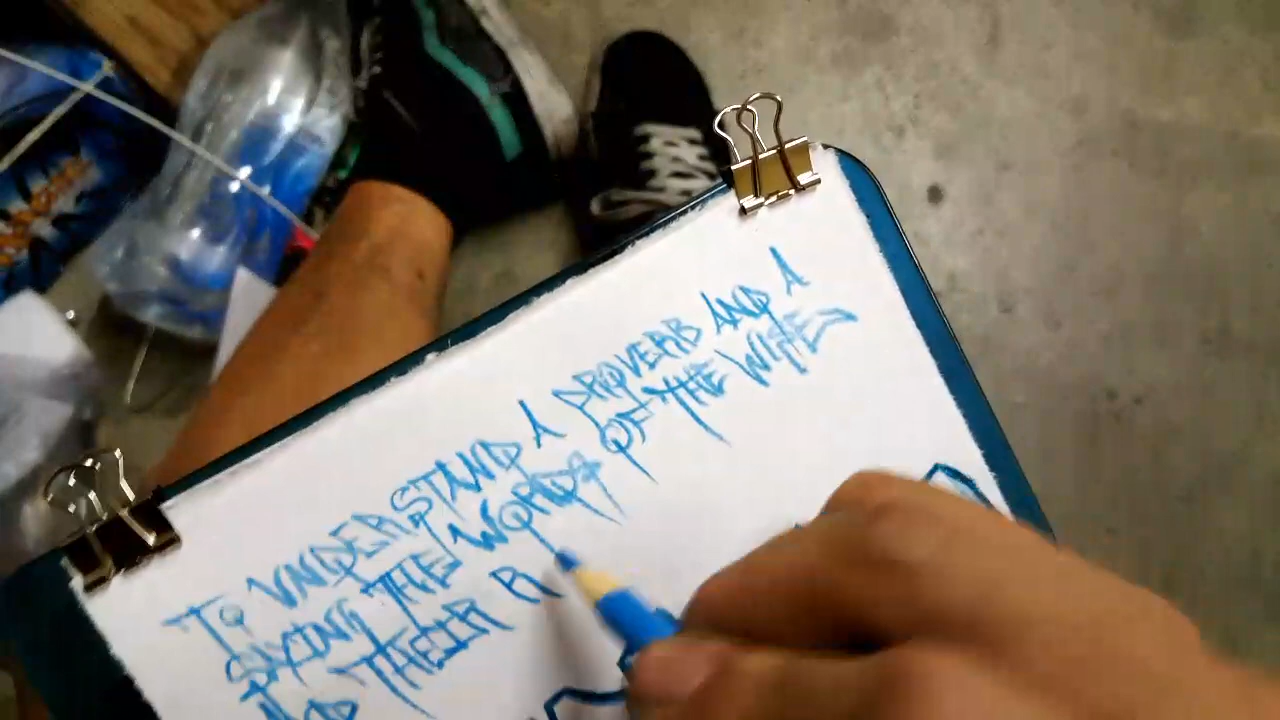 TO UNDERSTAND A PROVERB AND A
SAYING THE WORDS OF THE WISE
AND THEIR R